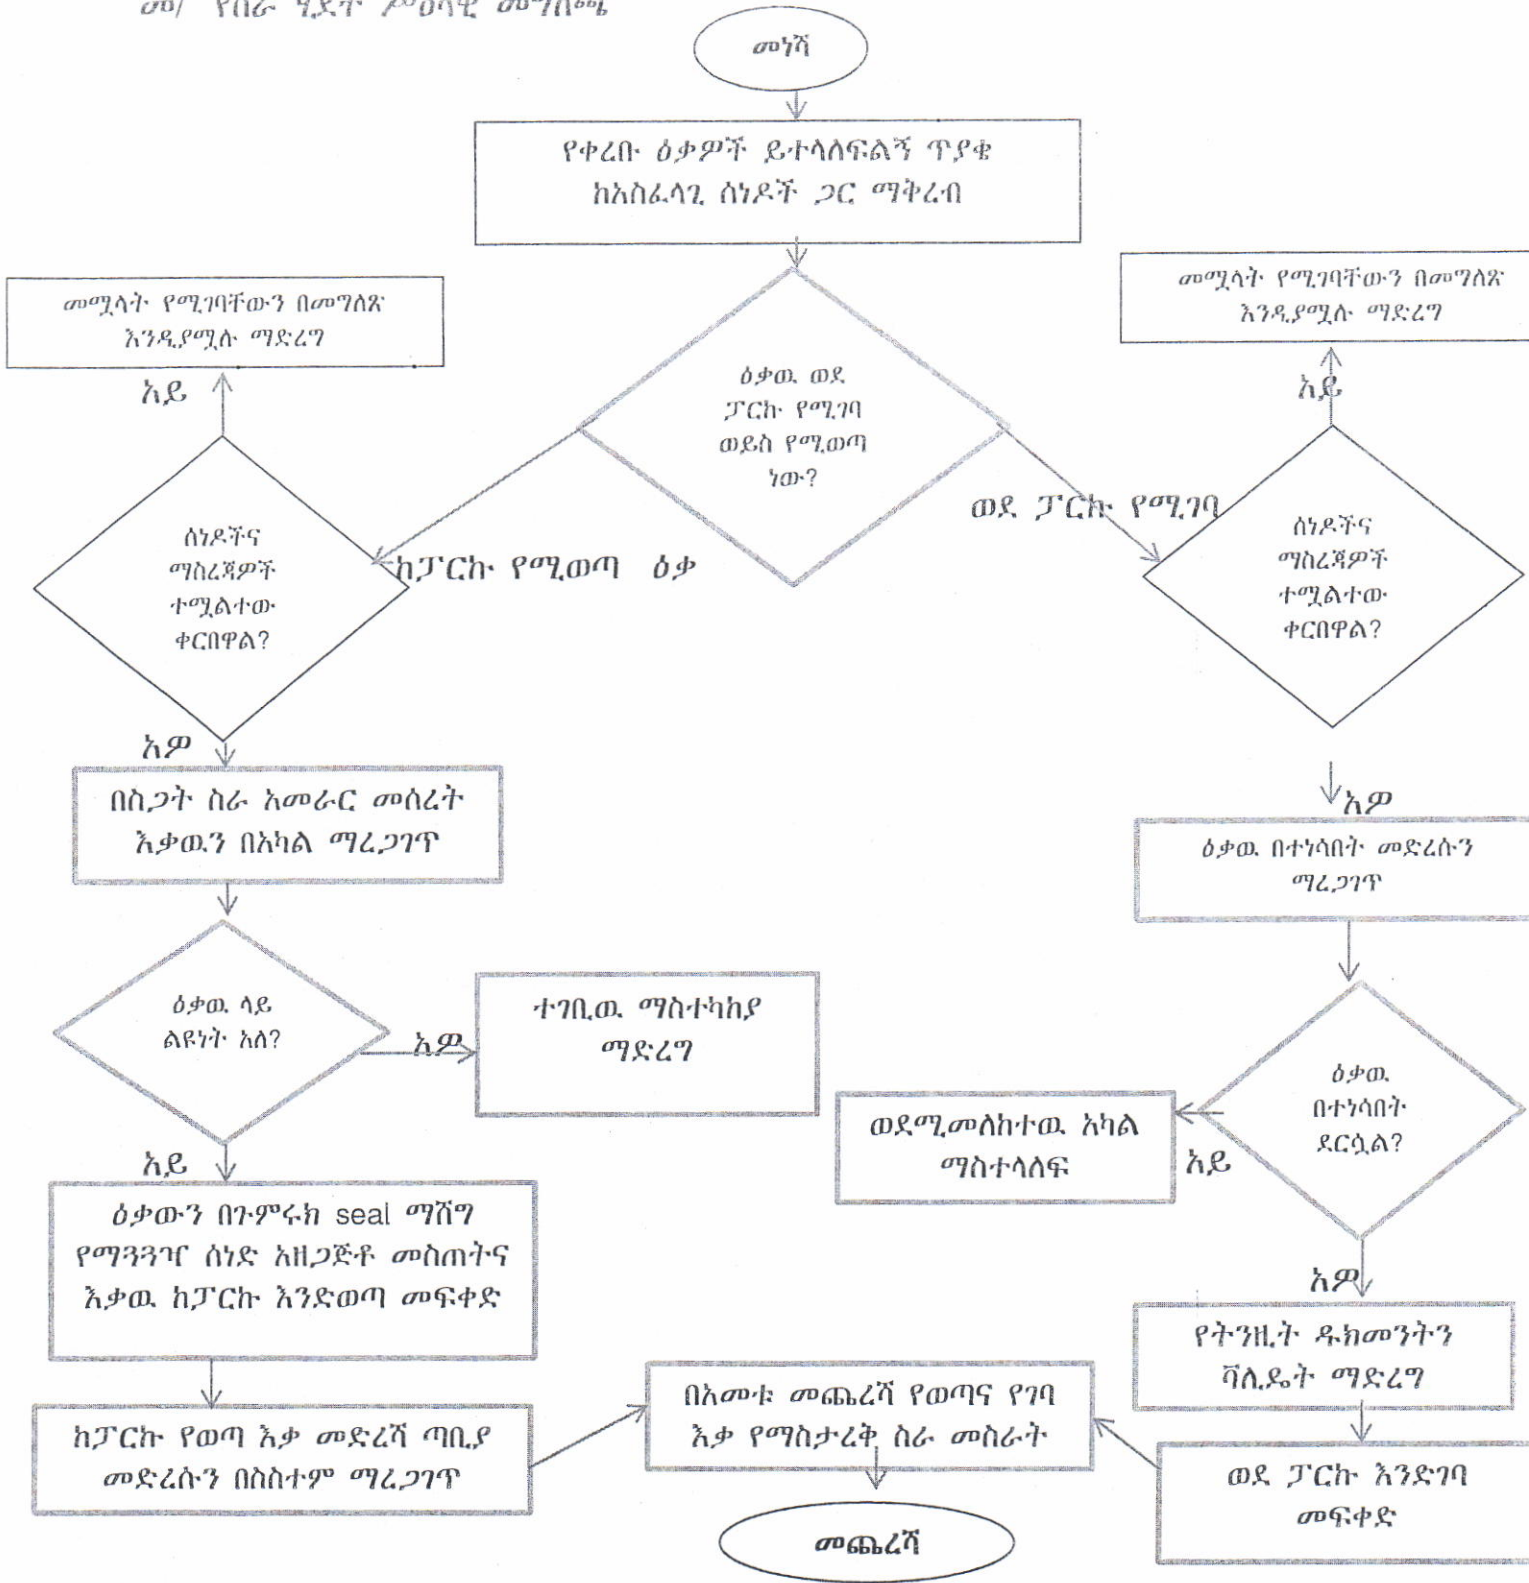 መ/ የስራ ሂደት ሥዕላዊ መግለጫ
መነሻ
የቀረቡ ዕቃዎች ይተላለፍልኝ ጥያቄ
ከአስፈላጊ ሰነዶች ጋር ማቅረብ
መሟላት የሚገባቸውን በመግለጽ
እንዲያሟሉ ማድረግ
መሟላት የሚገባቸውን በመግለጽ
እንዲያሟሉ ማድረግ
አይ
አይ
ዕቃዉ ወደ
ፓርኩ የሚገባ
ወይስ የሚወጣ
ነው?
ወደ ፓርኩ የሚገባ
ከፓርኩ የሚወጣ ዕቃ
ሰነዶችና
ማስረጃዎች
ተሟልተው
ቀርበዋል?
ሰነዶችና
ማስረጃዎች
ተሟልተው
ቀርበዋል?
አዎ
በስጋት ስራ አመራር መሰረት
እቃዉን በአካል ማረጋገጥ
አዎ
ዕቃዉ በተነሳበት መድረሱን
ማረጋገጥ
ዕቃዉ ላይ
ልዩነት አለ?
አዎ
ተገቢዉ ማስተካከያ
ማድረግ
ዕቃዉ
በተነሳበት
ደርሷል?
ወደሚመለከተዉ አካል
ማስተላለፍ
አይ
አይ
ዕቃውን በጉምሩክ seal ማሸግ
የማጓጓዣ ሰነድ አዘጋጅቶ መስጠትና
እቃዉ ከፓርኩ እንድወጣ መፍቀድ
አዎ
የትንዚት ዱክመንትን
ቫሊዴት ማድረግ
ከፓርኩ የወጣ እቃ መድረሻ ጣቢያ
መድረሱን በስስተም ማረጋገጥ
በአመቱ መጨረሻ የወጣና የገባ
እቃ የማስታረቅ ስራ መስራት
ወደ ፓርኩ እንድገባ
መፍቀድ
መጨረሻ